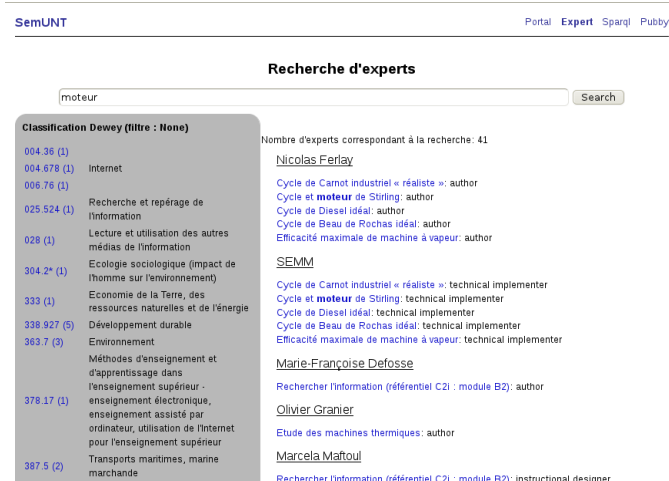 SemUNT
Portal Expert Sparql Pubby
Recherche d'experts
moteur
Search
Classification Dewey (filtre : None)
004.36 (1)
004.678 (1) Internet
006.76 (1)
025.524 (1) Recherche et repérage de
l'information
028 (1) Lecture et utilisation des autres
médias de l'information
304.2* (1) Ecologie sociologique (impact de
l'homme sur l'environnement)
333 (1) Economie de la Terre, des
ressources naturelles et de l'énergie
338.927 (5) Développement durable
363.7 (3) Environnement
378.17 (1) Méthodes d'enseignement et
d'apprentissage dans
l'enseignement supérieur -
enseignement électronique,
enseignement assisté par
ordinateur, utilisation de l'Internet
pour l'enseignement supérieur
387.5 (2) Transports maritimes, marine
marchande
Nombre d'experts correspondant à la recherche: 41
Nicolas Ferlay
Cycle de Carnot industriel « réaliste »: author
Cycle et moteur de Stirling: author
Cycle de Diesel idéal: author
Cycle de Beau de Rochas idéal: author
Efficacité maximale de machine à vapeur: author
SEMM
Cycle de Carnot industriel « réaliste »: technical implementer
Cycle et moteur de Stirling: technical implementer
Cycle de Diesel idéal: technical implementer
Cycle de Beau de Rochas idéal: technical implementer
Efficacité maximale de machine à vapeur: technical implementer
Marie-Françoise Defosse
Rechercher l'information (référentiel C2i : module B2): author
Olivier Granier
Etude des machines thermiques: author
Marcela Maftoul
Rechercher l'information (référentiel C2i : module B2): instructional designer